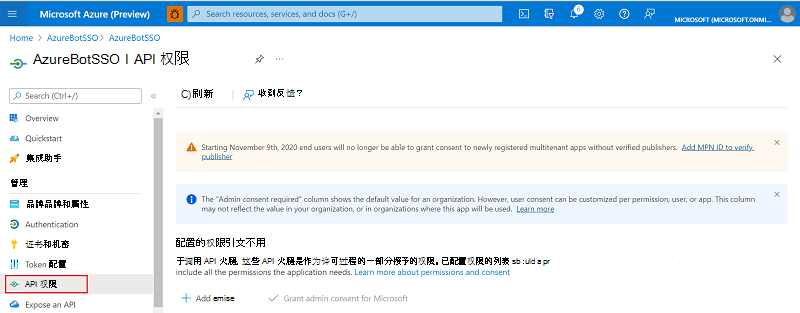 Microsoft Azure (Preview)
Search resources, services, and docs (G+/)
6
MICROSOFT (MICROSOFT.ONMI...
Home > AzureBotSSO > AzureBotSSO
AzureBotSSO | API 权限
Search (Ctrl+/)
Overview
Quickstart
集成助手
管理
品牌品牌和属性
Authentication
证书和机密
Token 配置
API 权限
Expose an API
C)刷新
收到反馈？
Starting November 9th, 2020 end users will no longer be able to grant consent to newly registered multitenant apps without verified publishers. Add MPN ID to verify
publisher
The "Admin consent required" column shows the default value for an organization. However, user consent can be customized per permission, user, or app. This column
may not reflect the value in your organization, or in organizations where this app will be used. Learn more
配置的权限引文不用
于调用 API 火腿, 这些 API 火腿是作为许可过程的一部分授予的权限。已配置权限的列表 sb :uld a pr
include all the permissions the application needs. Learn more about permissions and consent
Add emise
Grant admin consent for Microsoft